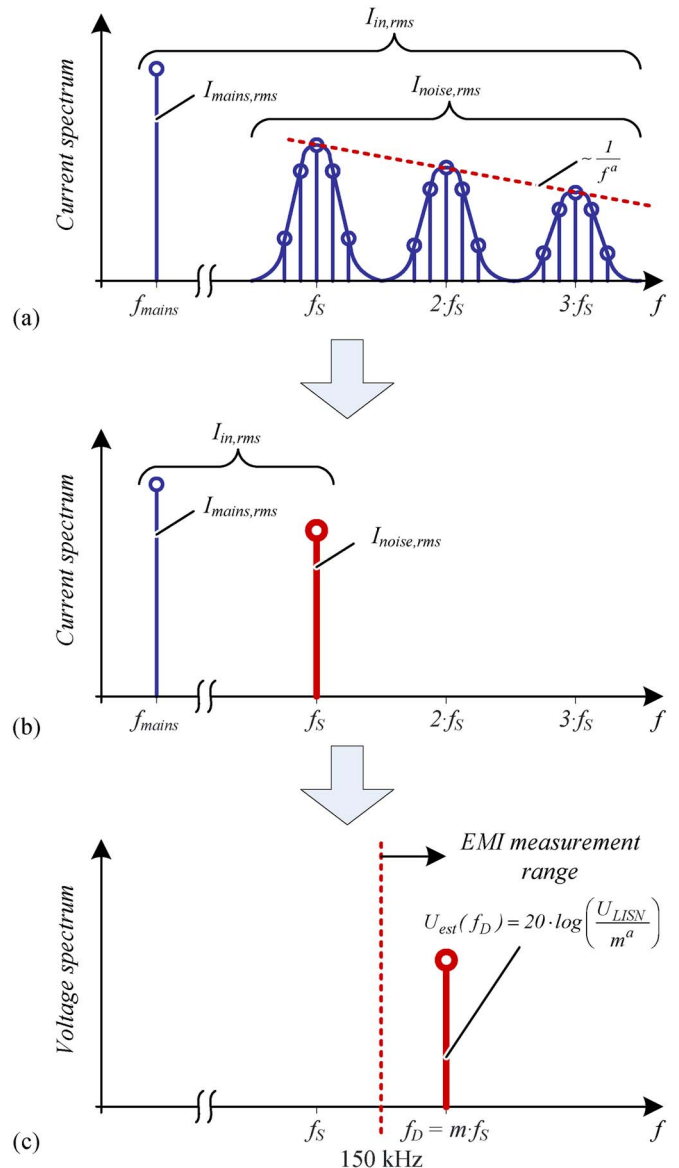 I_in,rms
I_mains,rms
I_noise,rms
~ 1/f^a
Current spectrum
f_mains
f_S
2·f_S
3·f_S
f
(a)
I_in,rms
I_mains,rms
I_noise,rms
Current spectrum
f_mains
f_S
2·f_S
3·f_S
f
(b)
EMI measurement
range
U_est(f_D) = 20·log(U_LISN/m^a)
Voltage spectrum
f_S
f_D = m·f_S
f
(c)
150 kHz